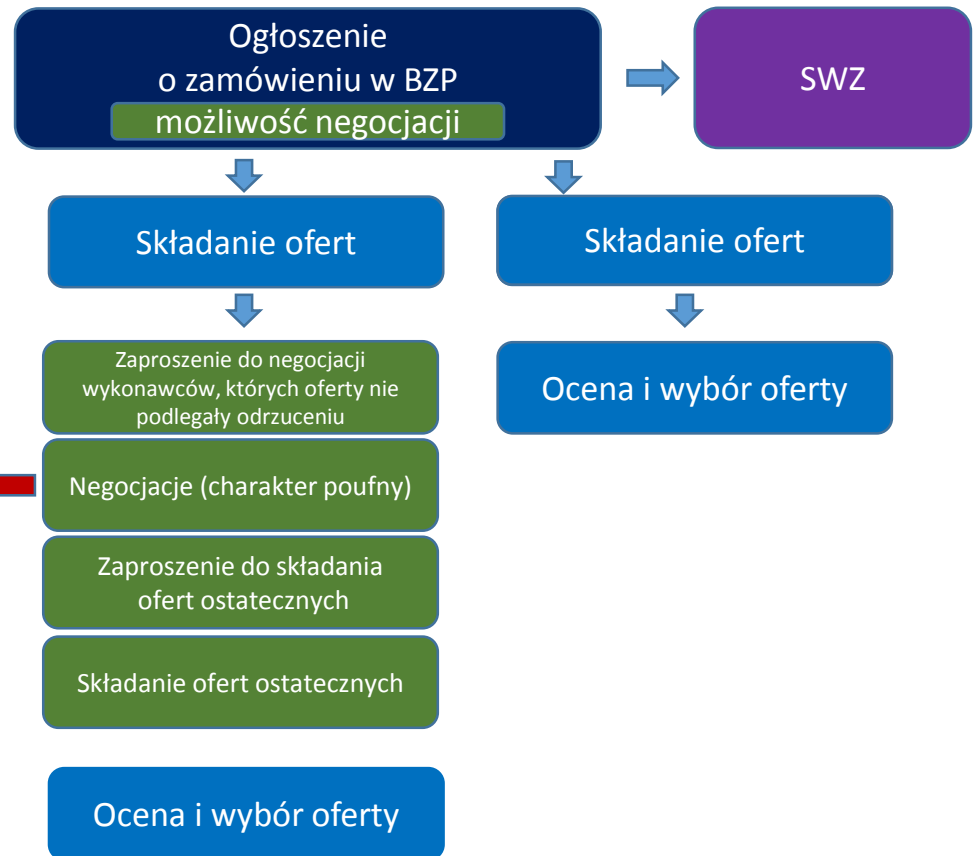 Ogłoszenie
o zamówieniu w BZP
możliwość negocjacji
SWZ
Składanie ofert
Składanie ofert
Zaproszenie do negocjacji
wykonawców, których oferty nie
podlegały odrzuceniu
Ocena i wybór oferty
Negocjacje (charakter poufny)
Zaproszenie do składania
ofert ostatecznych
Składanie ofert ostatecznych
Ocena i wybór oferty